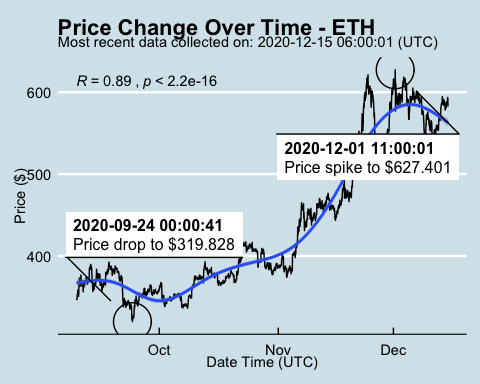 Price Change Over Time - ETH
Most recent data collected on: 2020-12-15 06:00:01 (UTC)
R = 0.89 , p < 2.2e-16
600
2020-12-01 11:00:01
Price spike to $627.401
500
Price ($)
2020-09-24 00:00:41
Price drop to $319.828
400
Oct
Nov
Dec
Date Time (UTC)